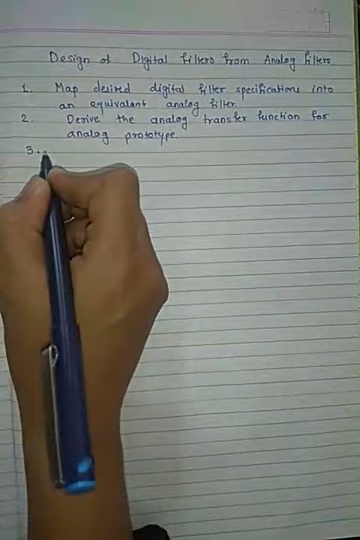 Design of Digital Filters from Analog Filters
1. Map desired digital filter specifications into
an equivalent analog filter.
2. Derive the analog transfer function for
analog prototype.
3.